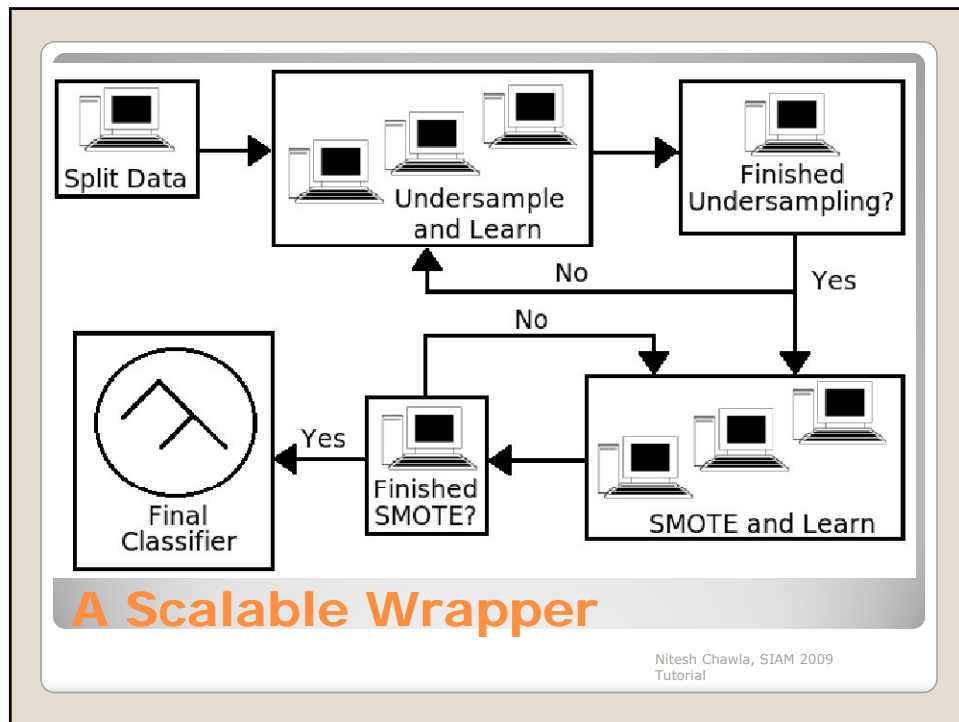 Split Data
Undersample
and Learn
Finished
Undersampling?
No
Yes
No
SMOTE and Learn
Finished
SMOTE?
Yes
Final
Classifier
A Scalable Wrapper
Nitesh Chawla, SIAM 2009
Tutorial